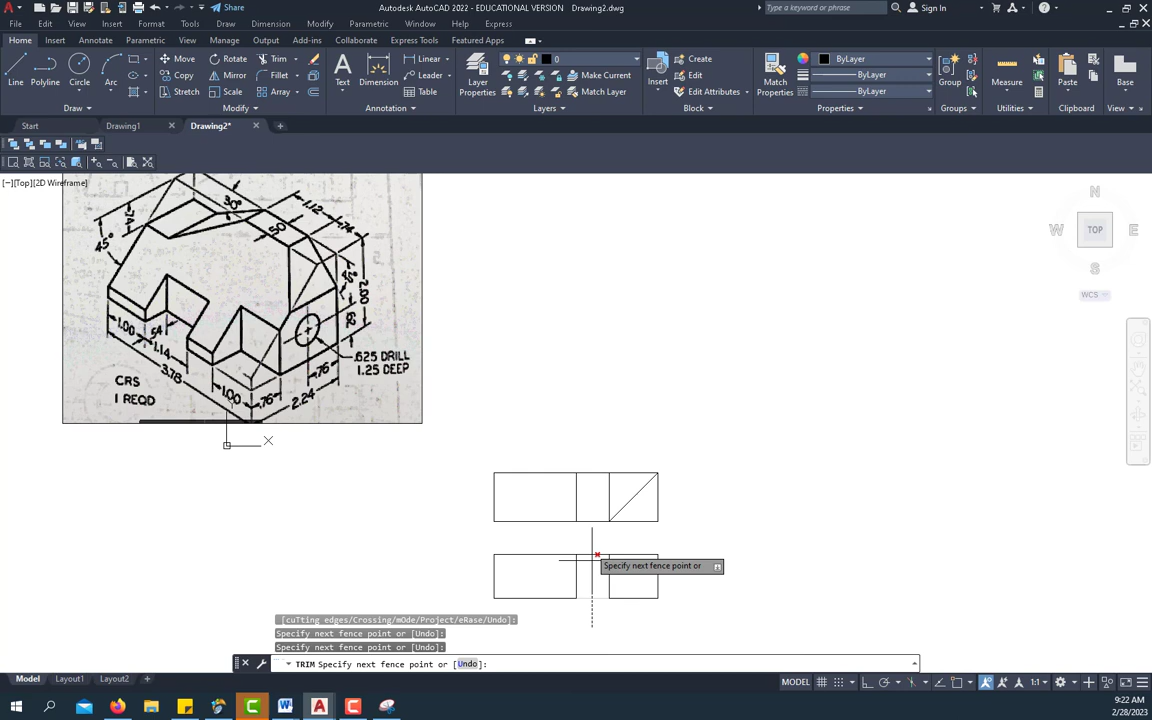 Share
Autodesk AutoCAD 2022 - EDUCATIONAL VERSION Drawing2.dwg
Type a keyword or phrase
Sign In
File Edit View Insert Format Tools Draw Dimension Modify Parametric Window Help Express
Home Insert Annotate Parametric View Manage Output Add-ins Collaborate Express Tools Featured Apps
Line Polyline Circle Arc
Move Rotate Trim
Copy Mirror Fillet
Stretch Scale Array
Text Dimension
Linear
Leader
Table
Layer Properties
0
Make Current
Match Layer
Insert
Create
Edit
Edit Attributes
Match Properties
ByLayer
ByLayer
ByLayer
Group
Measure
Paste
Base
Draw Modify Annotation Layers Block Properties Groups Utilities Clipboard View
Start Drawing1 Drawing2*
[−][Top][2D Wireframe]
N
W TOP E
S
WCS
30°
1.12
.74
.74
.50
45°
2.00
.62
1.00
.54
1.14
3.78
1.00
.76
.76
2.24
.625 DRILL
1.25 DEEP
CRS
1 REQD
Specify next fence point or
[cuTting edges/Crossing/mOde/Project/eRase/Undo]:
Specify next fence point or [Undo]:
Specify next fence point or [Undo]:
TRIM Specify next fence point or [Undo]:
Model Layout1 Layout2
MODEL
1:1
9:22 AM
2/28/2023